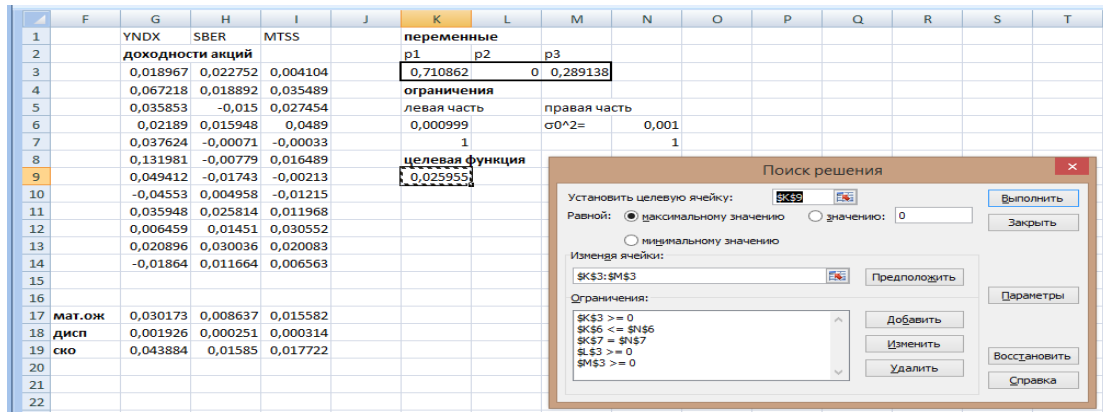 F G H I J K L M N O P Q R S T
1 YNDX SBER MTSS переменные
2 доходности акций p1 p2 p3
3 0,018967 0,022752 0,004104 0,710862 0 0,289138
4 0,067218 0,018892 0,035489 ограничения
5 0,035853 -0,015 0,027454 левая часть правая часть
6 0,02189 0,015948 0,0489 0,000999 σ0^2= 0,001
7 0,037624 -0,00071 -0,00033 1 1
8 0,131981 -0,00779 0,016489 целевая функция
9 0,049412 -0,01743 -0,00213 0,025955
10 -0,04553 0,004958 -0,01215
11 0,035948 0,025814 0,011968
12 0,006459 0,01451 0,030552
13 0,020896 0,030036 0,020083
14 -0,01864 0,011664 0,006563
15
16
17 мат.ож 0,030173 0,008637 0,015582
18 дисп 0,001926 0,000251 0,000314
19 ско 0,043884 0,01585 0,017722
20
21
22
Поиск решения
Установить целевую ячейку: $K$9 Выполнить
Равной: максимальному значению значению: 0 Закрыть
минимальному значению
Изменяя ячейки:
$K$3:$M$3 Предположить
Ограничения: Параметры
$K$3 >= 0 Добавить
$K$6 <= $N$6
$K$7 = $N$7 Изменить
$L$3 >= 0 Восстановить
$M$3 >= 0 Удалить
Справка